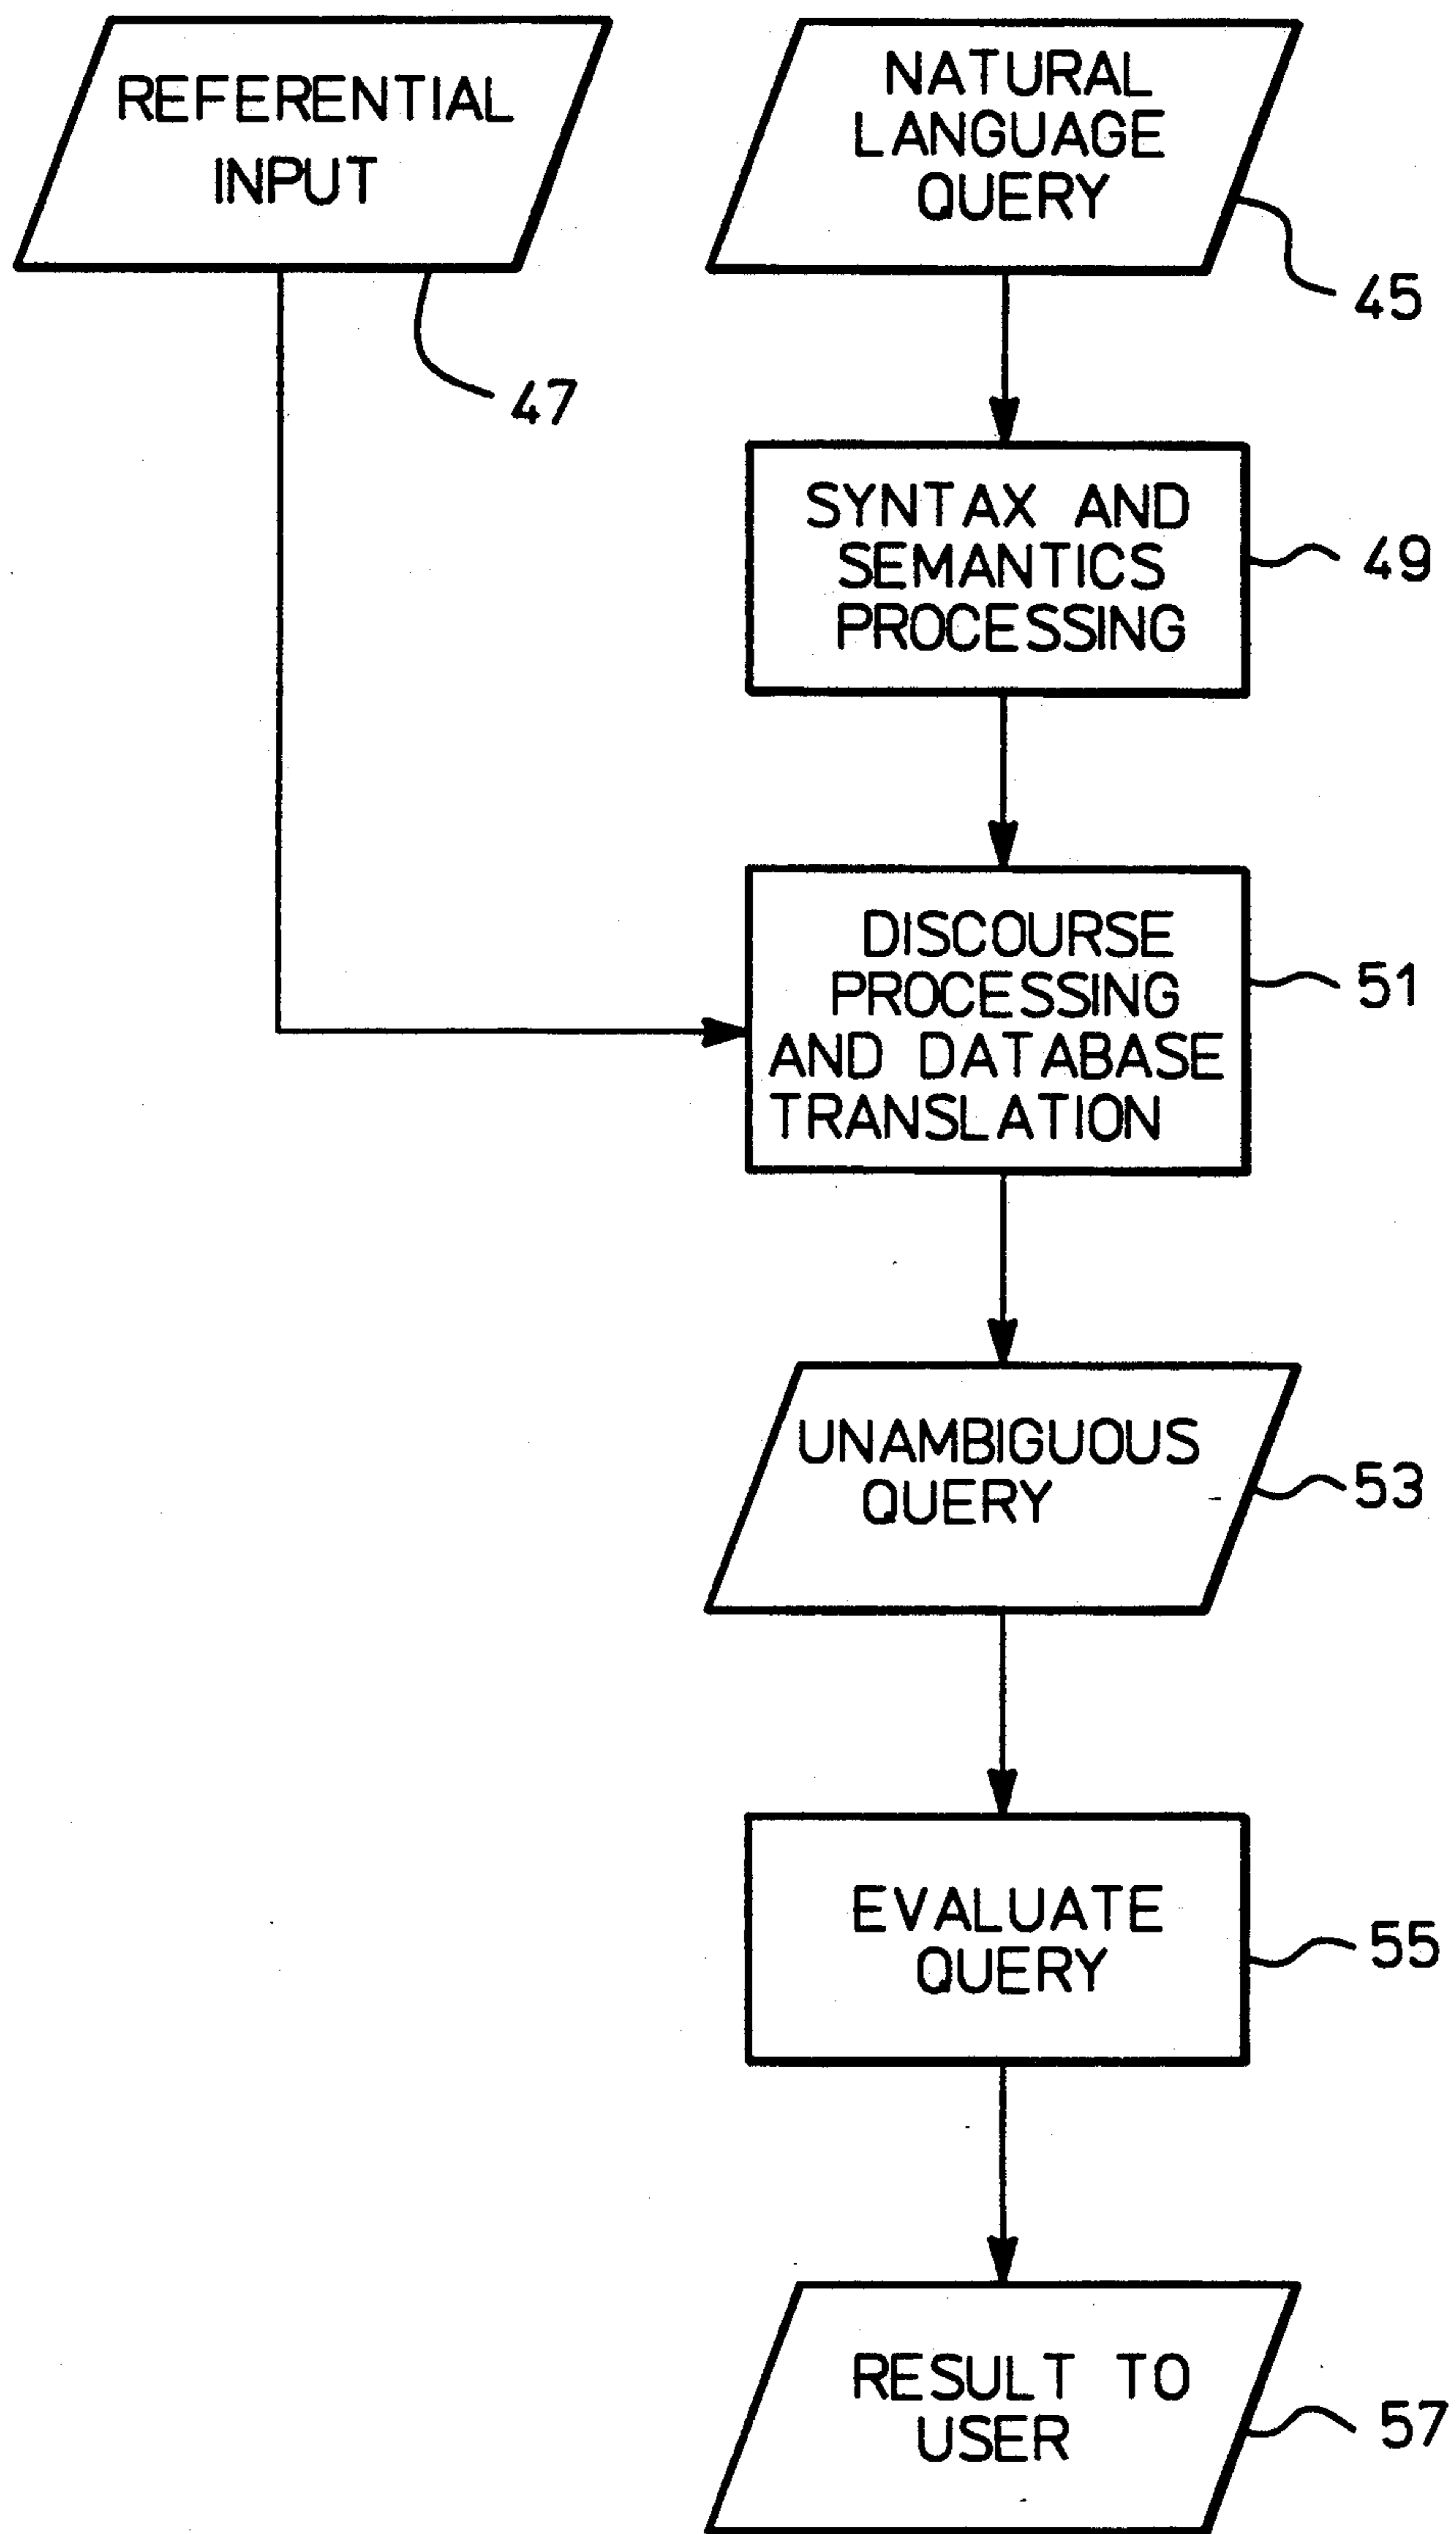 REFERENTIAL
INPUT
47
NATURAL
LANGUAGE
QUERY
45
SYNTAX AND
SEMANTICS
PROCESSING
49
DISCOURSE
PROCESSING
AND DATABASE
TRANSLATION
51
UNAMBIGUOUS
QUERY
53
EVALUATE
QUERY
55
RESULT TO
USER
57